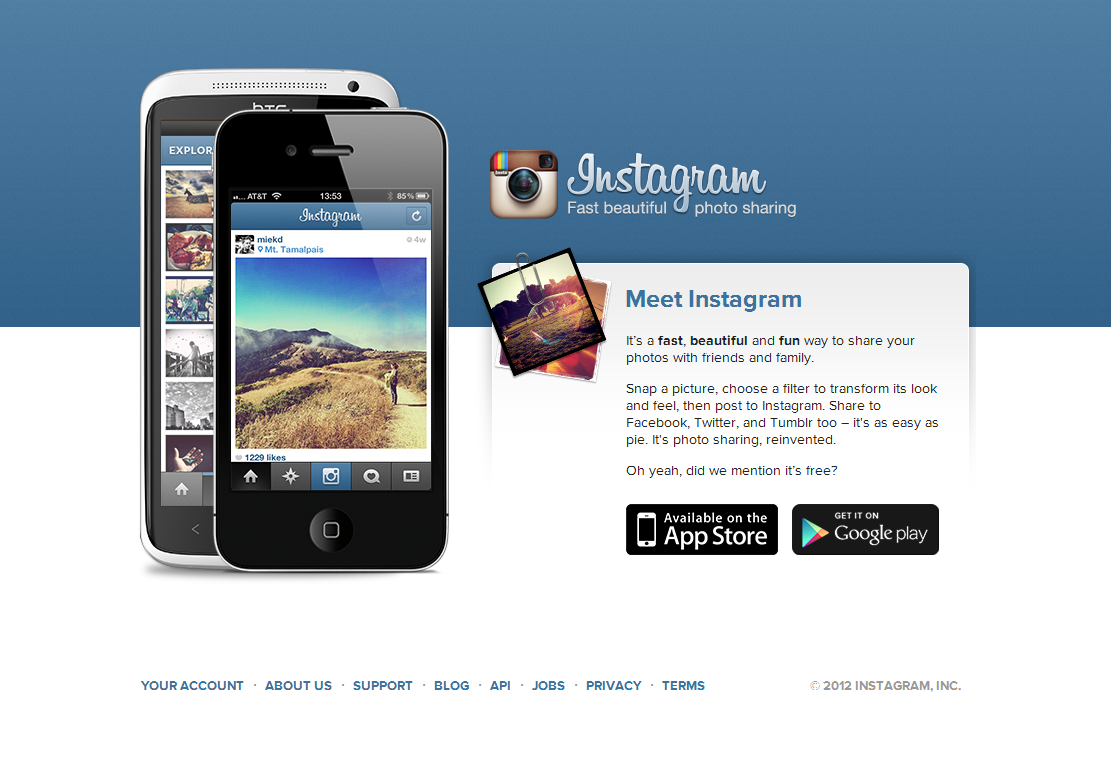 htc
EXPLOR
AT&T 13:53 85%
Instagram
miekd 4w
Mt. Tamalpais
1229 likes
Instagram
Fast beautiful photo sharing
Meet Instagram
It’s a fast, beautiful and fun way to share your
photos with friends and family.
Snap a picture, choose a filter to transform its look
and feel, then post to Instagram. Share to
Facebook, Twitter, and Tumblr too – it’s as easy as
pie. It’s photo sharing, reinvented.
Oh yeah, did we mention it’s free?
Available on the
App Store
GET IT ON
Google play
YOUR ACCOUNT · ABOUT US · SUPPORT · BLOG · API · JOBS · PRIVACY · TERMS
© 2012 INSTAGRAM, INC.